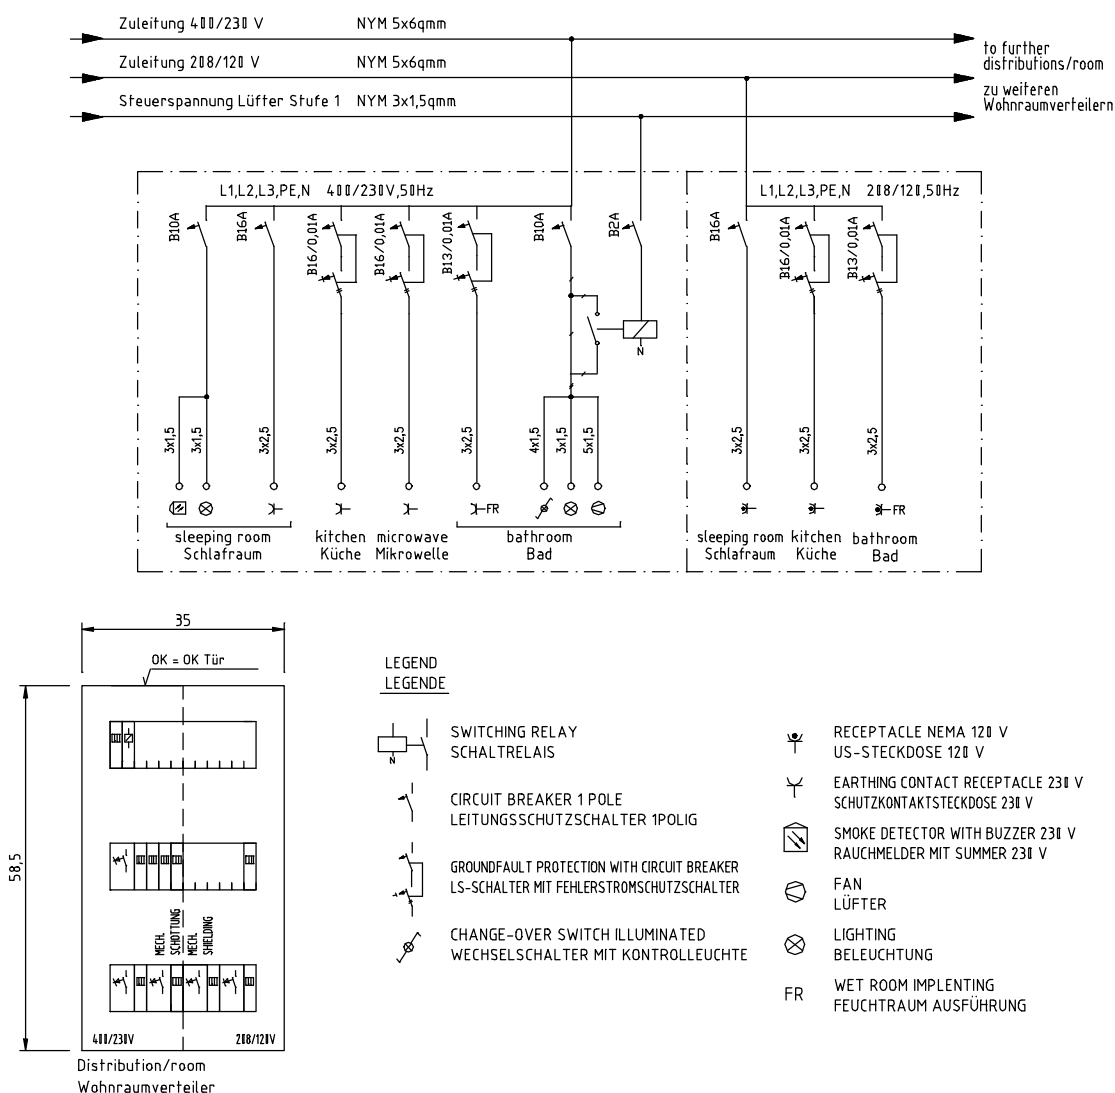 Zuleitung 400/230 V NYM 5x6qmm
Zuleitung 208/120 V NYM 5x6qmm
Steuerspannung Lüfter Stufe 1 NYM 3x1,5qmm
to further
distributions/room
zu weiteren
Wohnraumverteilern
L1,L2,L3,PE,N 400/230V,50Hz
L1,L2,L3,PE,N 208/120,50Hz
B10A
B16A
B16/0,01A
B16/0,01A
B13/0,01A
B10A
B2A
B16A
B16/0,01A
B13/0,01A
N
3x1,5
3x1,5
3x2,5
3x2,5
3x2,5
3x2,5
4x1,5
3x1,5
5x1,5
3x2,5
3x2,5
3x2,5
FR
FR
sleeping room
Schlafraum
kitchen
Küche
microwave
Mikrowelle
bathroom
Bad
sleeping room
Schlafraum
kitchen
Küche
bathroom
Bad
35
OK = OK Tür
58,5
MECH.
SCHOTTUNG
MECH.
SHIELDING
400/230V
208/120V
Distribution/room
Wohnraumverteiler
LEGEND
LEGENDE
N
SWITCHING RELAY
SCHALTRELAIS
CIRCUIT BREAKER 1 POLE
LEITUNGSSCHUTZSCHALTER 1POLIG
GROUNDFAULT PROTECTION WITH CIRCUIT BREAKER
LS-SCHALTER MIT FEHLERSTROMSCHUTZSCHALTER
CHANGE-OVER SWITCH ILLUMINATED
WECHSELSCHALTER MIT KONTROLLEUCHTE
RECEPTACLE NEMA 120 V
US-STECKDOSE 120 V
EARTHING CONTACT RECEPTACLE 230 V
SCHUTZKONTAKTSTECKDOSE 230 V
SMOKE DETECTOR WITH BUZZER 230 V
RAUCHMELDER MIT SUMMER 230 V
FAN
LÜFTER
LIGHTING
BELEUCHTUNG
FR
WET ROOM IMPLENTING
FEUCHTRAUM AUSFÜHRUNG